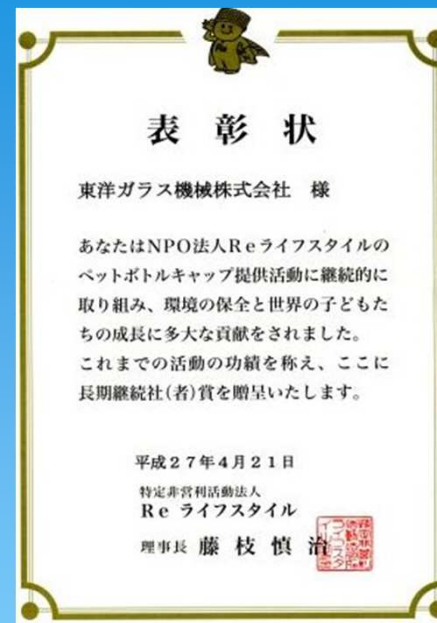 表彰状
東洋ガラス機械株式会社 様
あなたはNPO法人Reライフスタイルの
ペットボトルキャップ提供活動に継続的に
取り組み、環境の保全と世界の子どもた
ちの成長に多大な貢献をされました。
これまでの活動の功績を称え、ここに
長期継続社(者)賞を贈呈いたします。
平成27年4月21日
特定非営利活動法人
Re ライフスタイル
理事長 藤枝慎治